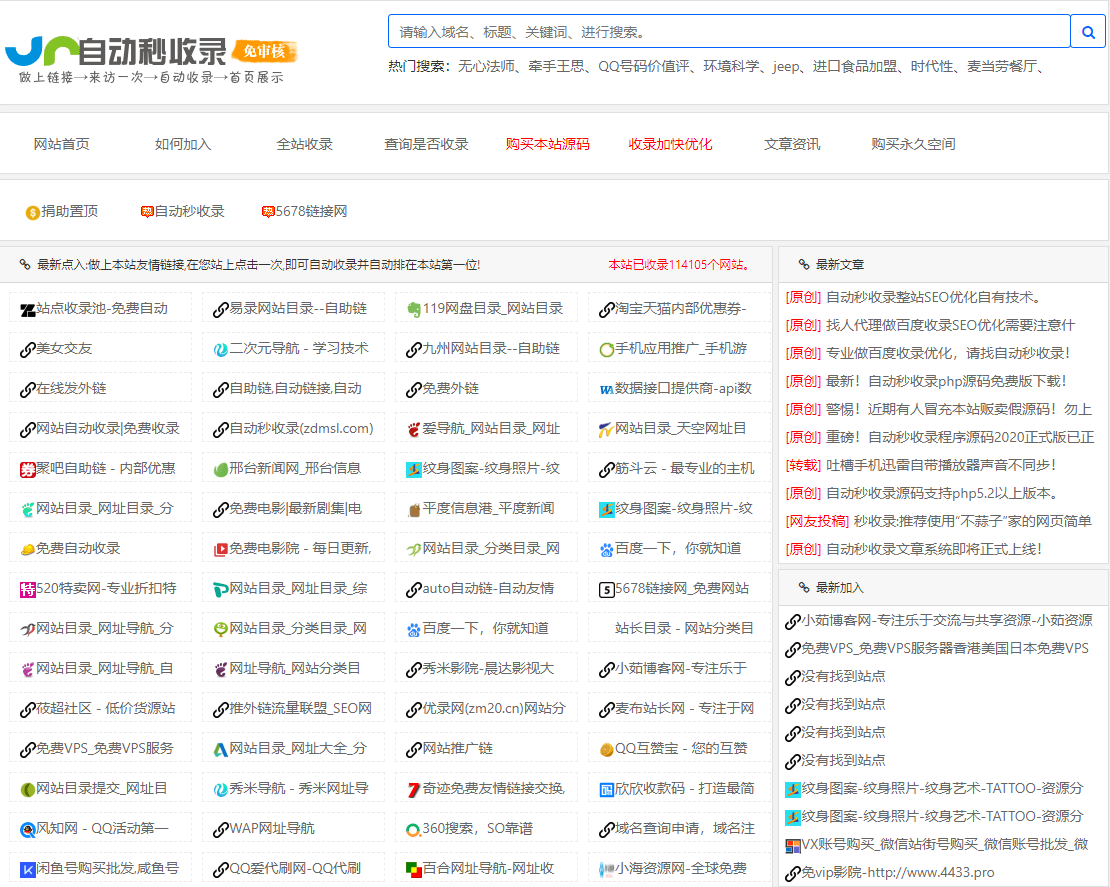 自动秒收录 免审核
做上链接→来访一次→自动收录→首页展示
请输入域名、标题、关键词、进行搜索。
热门搜索：无心法师、牵手王思、QQ号码价值评、环境科学、jeep、进口食品加盟、时代性、麦当劳餐厅、
网站首页 如何加入 全站收录 查询是否收录 购买本站源码 收录加快优化 文章资讯 购买永久空间
捐助置顶 自动秒收录 5678链接网
最新点入:做上本站友情链接,在您站上点击一次,即可自动收录并自动排在本站第一位! 本站已收录114105个网站。
站点收录池-免费自动 易录网站目录--自助链 119网盘目录_网站目录 淘宝天猫内部优惠券-
美女交友 二次元导航 - 学习技术 九州网站目录--自助链 手机应用推广_手机游
在线发外链 自助链,自动链接,自动 免费外链 数据接口提供商-api数
网站自动收录|免费收录 自动秒收录(zdmsl.com) 爱导航_网站目录_网址 网站目录_天空网址目
聚吧自助链 - 内部优惠 邢台新闻网_邢台信息 纹身图案-纹身照片-纹 筋斗云 - 最专业的主机
网站目录_网址目录_分 免费电影|最新剧集|电 平度信息港_平度新闻 纹身图案-纹身照片-纹
免费自动收录 免费电影院 - 每日更新, 网站目录_分类目录_网 百度一下，你就知道
520特卖网-专业折扣特 网站目录_网址目录_综 auto自动链-自动友情 5678链接网_免费网站
网站目录_网址导航_分 网站目录_分类目录_网 百度一下，你就知道 站长目录 - 网站分类目
网站目录_网址导航_自 网址导航_网站分类目 秀米影院-晨达影视大 小茹博客网-专注乐于
莜超社区 - 低价货源站 推外链流量联盟_SEO网 优录网(zm20.cn)网站分 麦布站长网 - 专注于网
免费VPS_免费VPS服务 网站目录_网址大全_分 网站推广链 QQ互赞宝 - 您的互赞
网站目录提交_网址目 秀米导航 - 秀米网址导 奇迹免费友情链接交换, 欣欣收款码 - 打造最简
风知网 - QQ活动第一 WAP网址导航 360搜索，SO靠谱 域名查询申请，域名注
闲鱼号购买批发,咸鱼号 QQ爱代刷网-QQ代刷 百合网址导航-网址收 小海资源网-全球免费
最新文章
[原创] 自动秒收录整站SEO优化自有技术。
[原创] 找人代理做百度收录SEO优化需要注意什
[原创] 专业做百度收录优化，请找自动秒收录！
[原创] 最新！自动秒收录php源码免费版下载！
[原创] 警惕！近期有人冒充本站贩卖假源码！勿上
[原创] 重磅！自动秒收录程序源码2020正式版已正
[转载] 吐槽手机迅雷自带播放器声音不同步！
[原创] 自动秒收录源码支持php5.2以上版本。
[网友投稿] 秒收录:推荐使用“不蒜子”家的网页简单
[原创] 自动秒收录文章系统即将正式上线！
最新加入
小茹博客网-专注乐于交流与共享资源-小茹资源
免费VPS_免费VPS服务器香港美国日本免费VPS
没有找到站点
没有找到站点
没有找到站点
没有找到站点
纹身图案-纹身照片-纹身艺术-TATTOO-资源分
纹身图案-纹身照片-纹身艺术-TATTOO-资源分
VX账号购买_微信站街号购买_微信账号批发_微
免vip影院-http://www.4433.pro